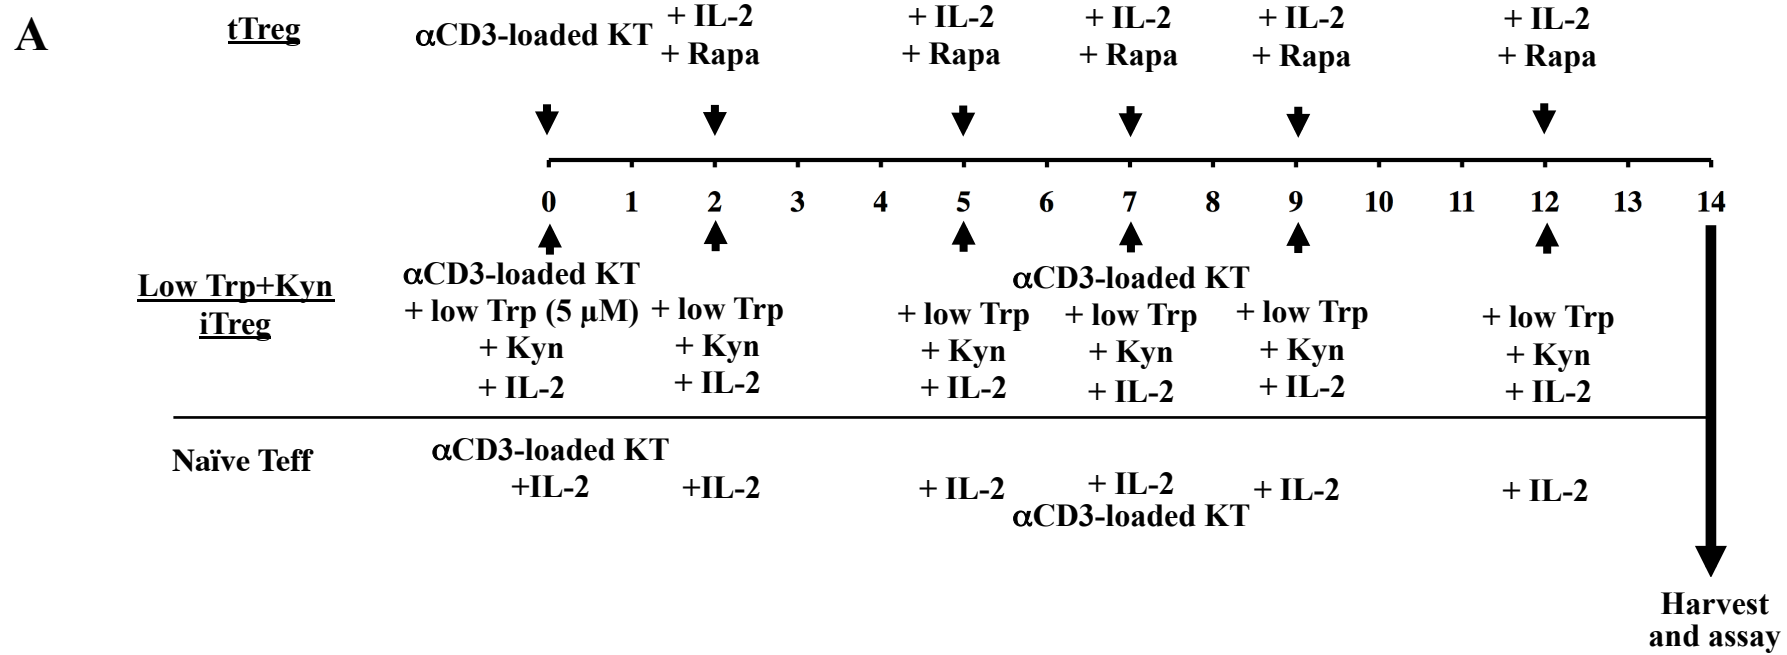 A
tTreg
αCD3-loaded KT
+ IL-2
+ Rapa
+ IL-2
+ Rapa
+ IL-2
+ Rapa
+ IL-2
+ Rapa
+ IL-2
+ Rapa
0 1 2 3 4 5 6 7 8 9 10 11 12 13 14
Low Trp+Kyn
iTreg
αCD3-loaded KT
+ low Trp (5 µM)
+ Kyn
+ IL-2
+ low Trp
+ Kyn
+ IL-2
+ low Trp
+ Kyn
+ IL-2
αCD3-loaded KT
+ low Trp
+ Kyn
+ IL-2
+ low Trp
+ Kyn
+ IL-2
+ low Trp
+ Kyn
+ IL-2
Naïve Teff
αCD3-loaded KT
+IL-2
+IL-2
+ IL-2
+ IL-2
αCD3-loaded KT
+ IL-2
+ IL-2
Harvest
and assay